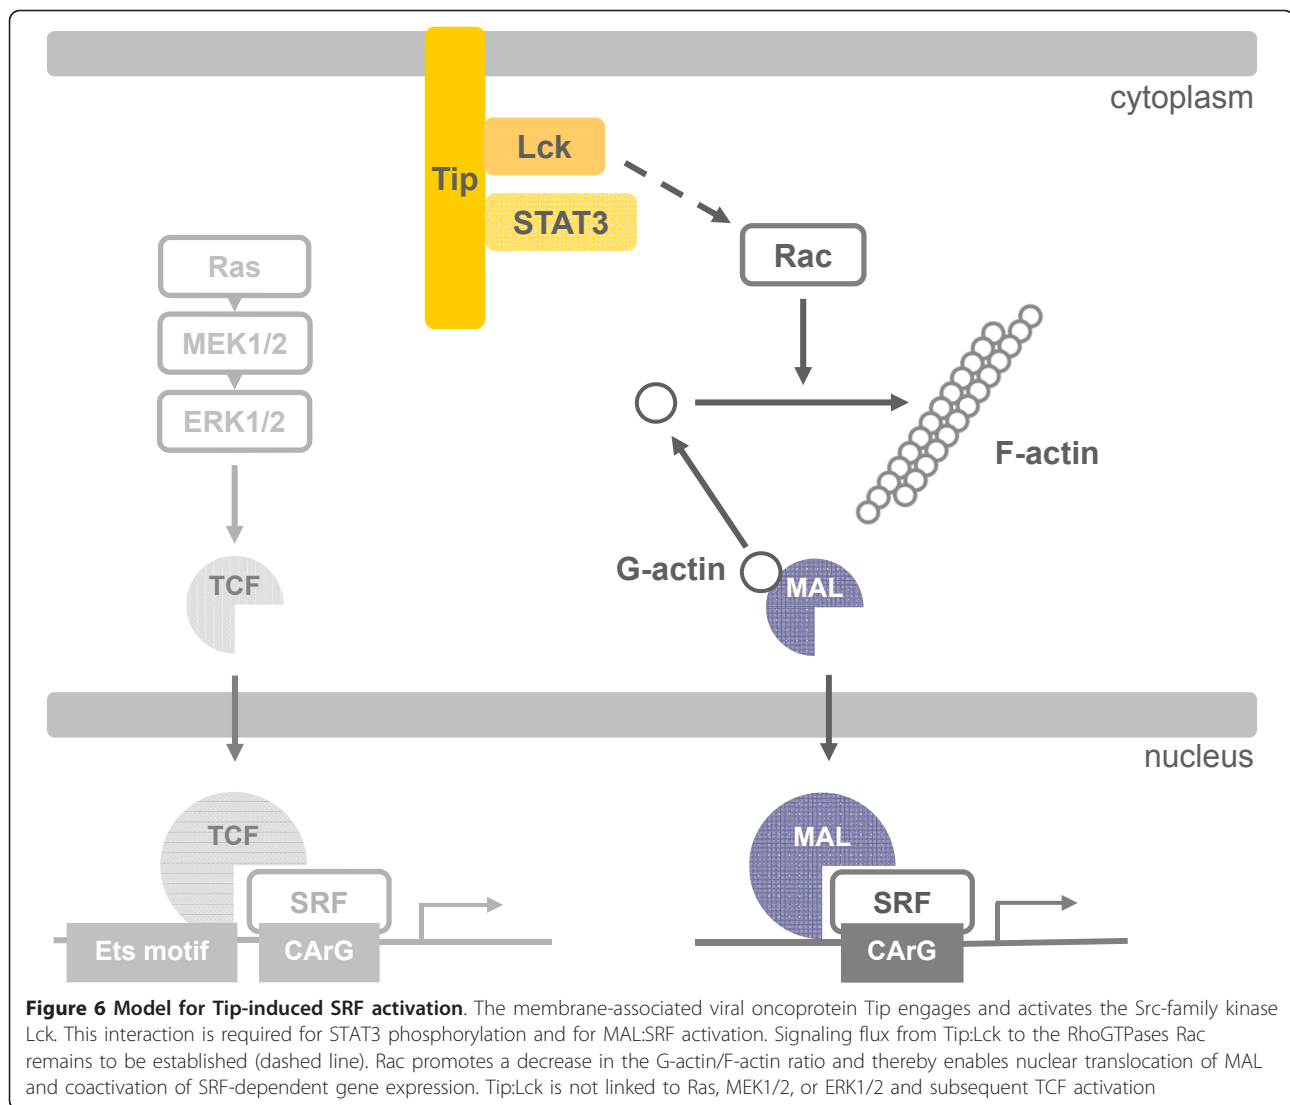 cytoplasm
Lck
Tip
STAT3
Ras
Rac
MEK1/2
ERK1/2
F-actin
G-actin
TCF
MAL
nucleus
TCF
MAL
SRF
SRF
Ets motif
CArG
CArG
Figure 6 Model for Tip-induced SRF activation. The membrane-associated viral oncoprotein Tip engages and activates the Src-family kinase
Lck. This interaction is required for STAT3 phosphorylation and for MAL:SRF activation. Signaling flux from Tip:Lck to the RhoGTPases Rac
remains to be established (dashed line). Rac promotes a decrease in the G-actin/F-actin ratio and thereby enables nuclear translocation of MAL
and coactivation of SRF-dependent gene expression. Tip:Lck is not linked to Ras, MEK1/2, or ERK1/2 and subsequent TCF activation